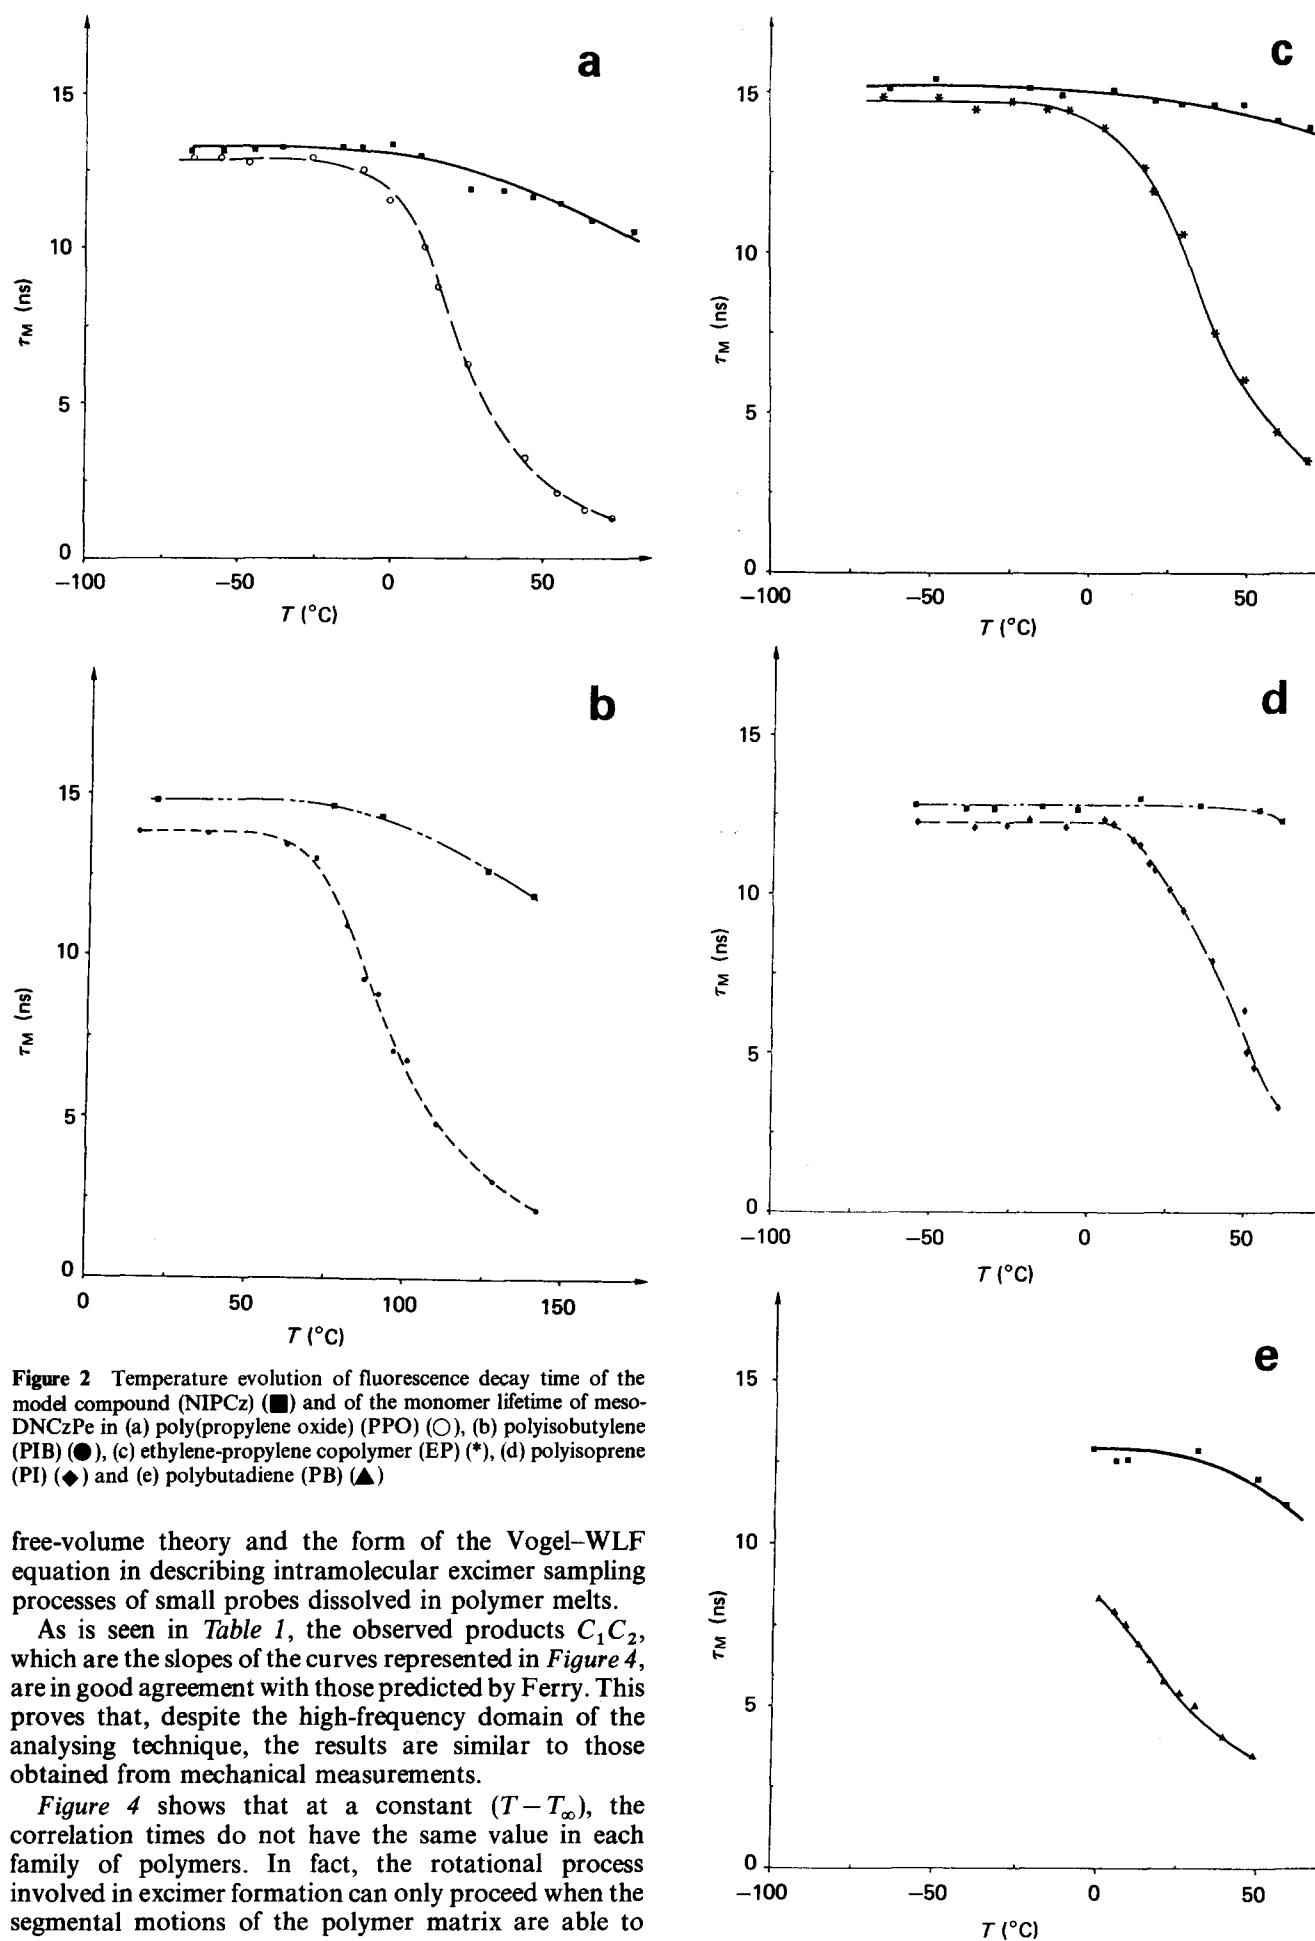 a
15
10
5
0
τM (ns)
−100
−50
0
50
T (°C)
b
15
10
5
0
τM (ns)
0
50
100
150
T (°C)
Figure 2 Temperature evolution of fluorescence decay time of the
model compound (NIPCz) (■) and of the monomer lifetime of meso-
DNCzPe in (a) poly(propylene oxide) (PPO) (○), (b) polyisobutylene
(PIB) (●), (c) ethylene-propylene copolymer (EP) (*), (d) polyisoprene
(PI) (◆) and (e) polybutadiene (PB) (▲)
free-volume theory and the form of the Vogel–WLF
equation in describing intramolecular excimer sampling
processes of small probes dissolved in polymer melts.
As is seen in Table 1, the observed products C₁C₂,
which are the slopes of the curves represented in Figure 4,
are in good agreement with those predicted by Ferry. This
proves that, despite the high-frequency domain of the
analysing technique, the results are similar to those
obtained from mechanical measurements.
Figure 4 shows that at a constant (T − T∞), the
correlation times do not have the same value in each
family of polymers. In fact, the rotational process
involved in excimer formation can only proceed when the
segmental motions of the polymer matrix are able to
c
15
10
5
0
τM (ns)
−100
−50
0
50
T (°C)
d
15
10
5
0
τM (ns)
−100
−50
0
50
T (°C)
e
15
10
5
0
τM (ns)
−100
−50
0
50
T (°C)